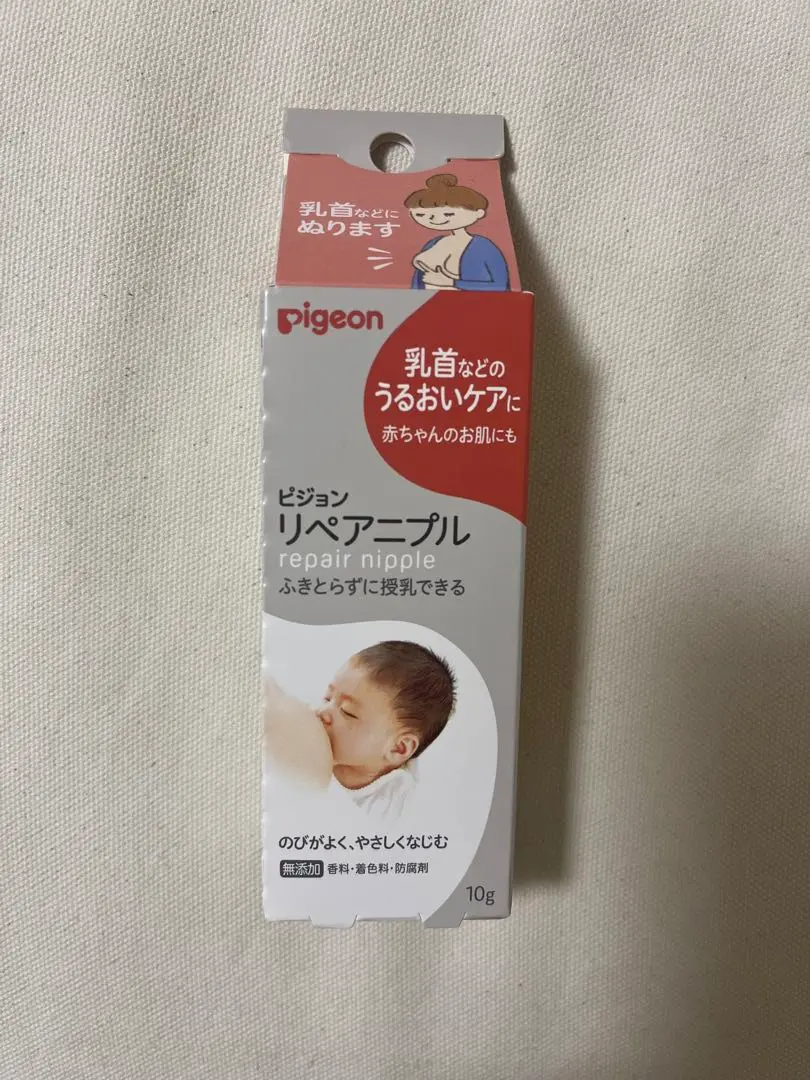 乳首などに
ぬります
pigeon
乳首などの
うるおいケアに
赤ちゃんのお肌にも
ピジョン
リペアニプル
repair nipple
ふきとらずに授乳できる
のびがよく、やさしくなじむ
無添加 香料・着色料・防腐剤
10g